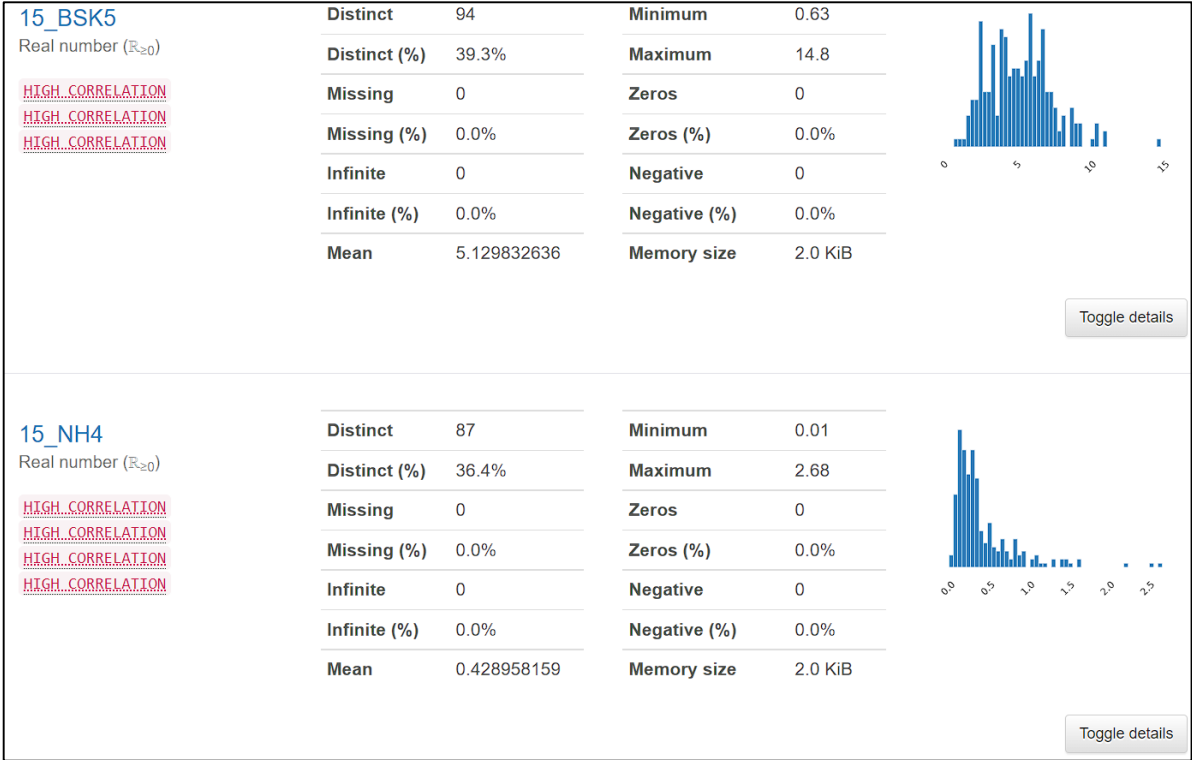 15_BSK5
Real number (ℝ≥0)
HIGH CORRELATION
HIGH CORRELATION
HIGH CORRELATION
Distinct 94
Distinct (%) 39.3%
Missing 0
Missing (%) 0.0%
Infinite 0
Infinite (%) 0.0%
Mean 5.129832636
Minimum 0.63
Maximum 14.8
Zeros 0
Zeros (%) 0.0%
Negative 0
Negative (%) 0.0%
Memory size 2.0 KiB
0 5 10 15
Toggle details
15_NH4
Real number (ℝ≥0)
HIGH CORRELATION
HIGH CORRELATION
HIGH CORRELATION
HIGH CORRELATION
Distinct 87
Distinct (%) 36.4%
Missing 0
Missing (%) 0.0%
Infinite 0
Infinite (%) 0.0%
Mean 0.428958159
Minimum 0.01
Maximum 2.68
Zeros 0
Zeros (%) 0.0%
Negative 0
Negative (%) 0.0%
Memory size 2.0 KiB
0.0 0.5 1.0 1.5 2.0 2.5
Toggle details